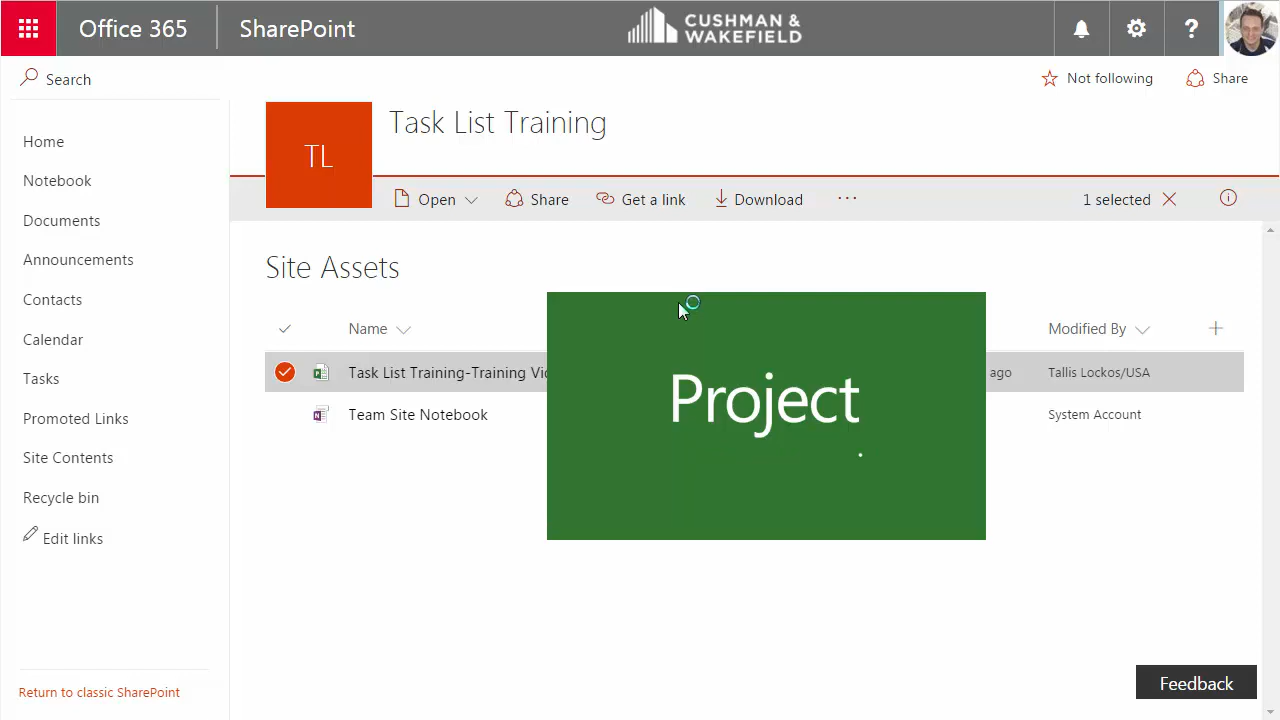 Office 365
SharePoint
CUSHMAN &
WAKEFIELD
?
Search
Not following
Share
Home
Notebook
Documents
Announcements
Contacts
Calendar
Tasks
Promoted Links
Site Contents
Recycle bin
Edit links
Return to classic SharePoint
TL
Task List Training
Open
Share
Get a link
Download
...
1 selected
Site Assets
Name
Modified By
Task List Training-Training
ago
Tallis Lockos/USA
Team Site Notebook
System Account
Project
Feedback